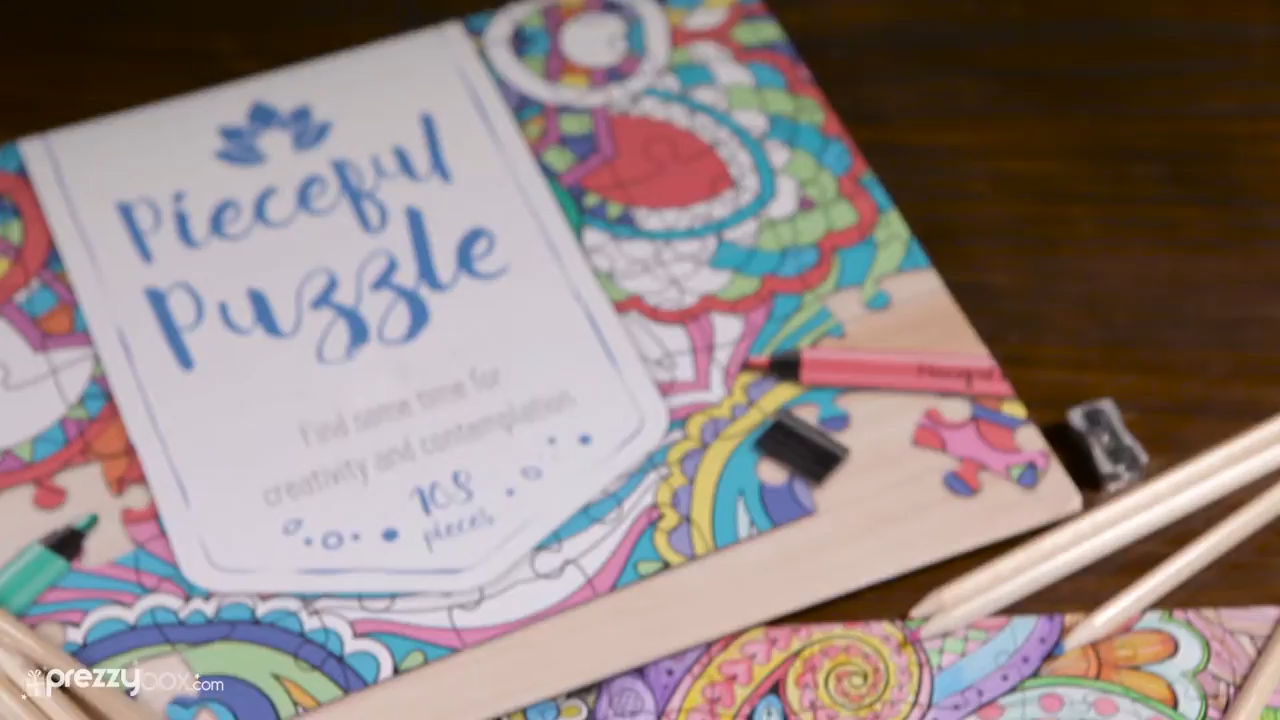 Pieceful
Puzzle
Find some time for
creativity and contemplation
108
pieces
prezzybox.com